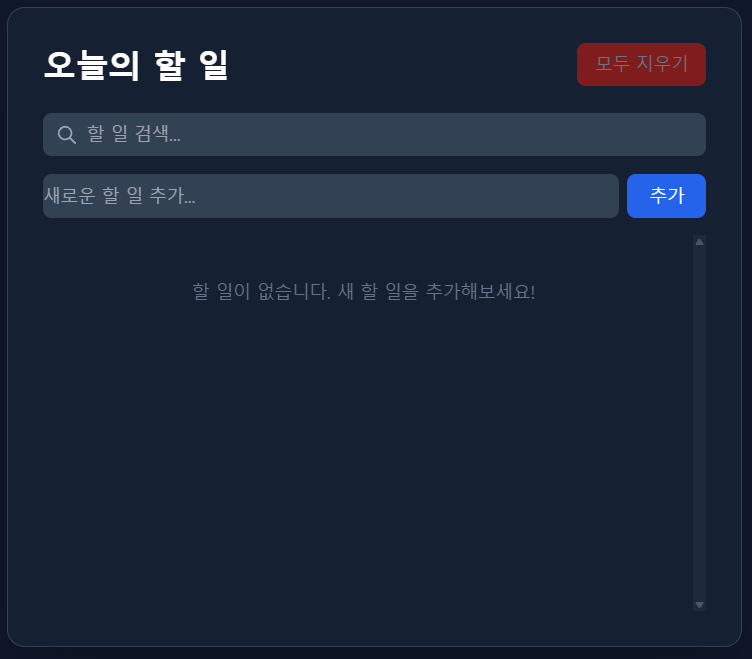 오늘의 할 일
모두 지우기
할 일 검색...
새로운 할 일 추가...
추가
할 일이 없습니다. 새 할 일을 추가해보세요!